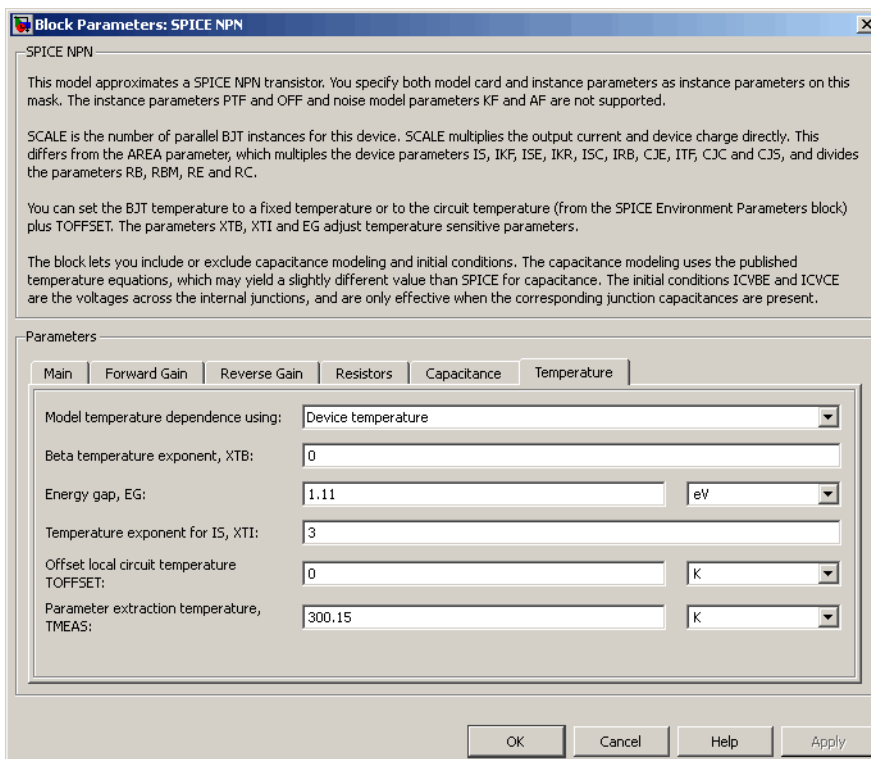 Block Parameters: SPICE NPN
SPICE NPN
This model approximates a SPICE NPN transistor. You specify both model card and instance parameters as instance parameters on this
mask. The instance parameters PTF and OFF and noise model parameters KF and AF are not supported.
SCALE is the number of parallel BJT instances for this device. SCALE multiplies the output current and device charge directly. This
differs from the AREA parameter, which multiples the device parameters IS, IKF, ISE, IKR, ISC, IRB, CJE, ITF, CJC and CJS, and divides
the parameters RB, RBM, RE and RC.
You can set the BJT temperature to a fixed temperature or to the circuit temperature (from the SPICE Environment Parameters block)
plus TOFFSET. The parameters XTB, XTI and EG adjust temperature sensitive parameters.
The block lets you include or exclude capacitance modeling and initial conditions. The capacitance modeling uses the published
temperature equations, which may yield a slightly different value than SPICE for capacitance. The initial conditions ICVBE and ICVCE
are the voltages across the internal junctions, and are only effective when the corresponding junction capacitances are present.
Parameters
Main Forward Gain Reverse Gain Resistors Capacitance Temperature
Model temperature dependence using: Device temperature
Beta temperature exponent, XTB: 0
Energy gap, EG: 1.11 eV
Temperature exponent for IS, XTI: 3
Offset local circuit temperature
TOFFSET: 0 K
Parameter extraction temperature,
TMEAS: 300.15 K
OK Cancel Help Apply